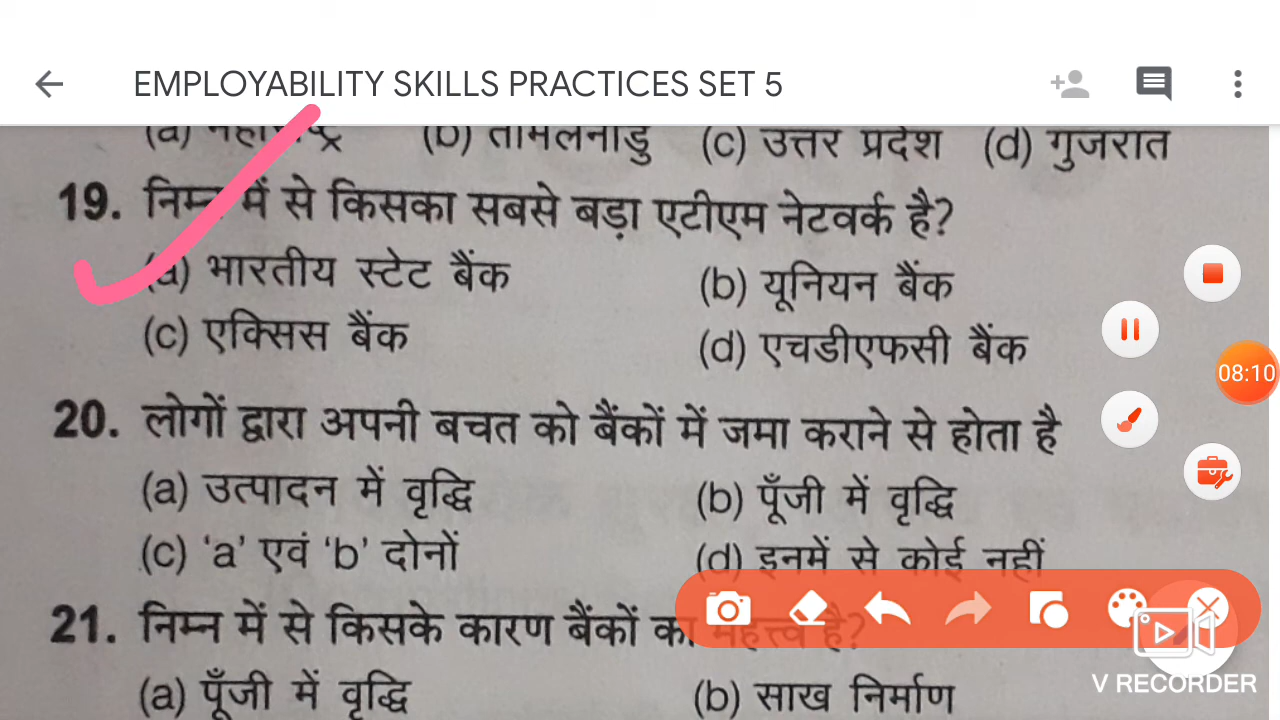 EMPLOYABILITY SKILLS PRACTICES SET 5
(a) महाराष्ट्र (b) तामिलनाडु (c) उत्तर प्रदेश (d) गुजरात
19. निम्न में से किसका सबसे बड़ा एटीएम नेटवर्क है?
(a) भारतीय स्टेट बैंक (b) यूनियन बैंक
(c) एक्सिस बैंक (d) एचडीएफसी बैंक
08:10
20. लोगों द्वारा अपनी बचत को बैंकों में जमा कराने से होता है
(a) उत्पादन में वृद्धि (b) पूँजी में वृद्धि
(c) ‘a’ एवं ‘b’ दोनों (d) इनमें से कोई नहीं
21. निम्न में से किसके कारण बैंकों का महत्त्व है?
(a) पूँजी में वृद्धि (b) साख निर्माण
V RECORDER